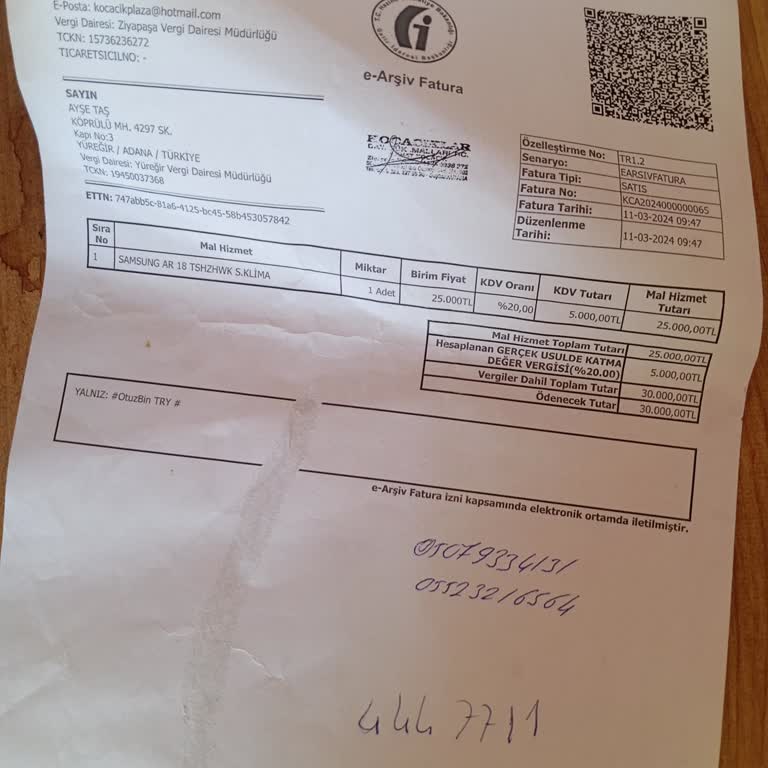 E-Posta: kocacikplaza@hotmail.com
Vergi Dairesi: Ziyapaşa Vergi Dairesi Müdürlüğü
TCKN: 15736236272
TICARETSICILNO: -
e-Arşiv Fatura
SAYIN
AYŞE TAŞ
KÖPRÜLÜ MH. 4297 SK.
Kapı No:3
YÜREĞİR / ADANA / TÜRKİYE
Vergi Dairesi: Yüreğir Vergi Dairesi Müdürlüğü
TCKN: 19450037368
ETTN: 747abb5c-81a6-4125-bc45-58b453057842
KOCACIKLAR
Özelleştirme No: TR1.2
Senaryo: EARSIVFATURA
Fatura Tipi: SATIS
Fatura No: KCA2024000000065
Fatura Tarihi: 11-03-2024 09:47
Düzenlenme Tarihi: 11-03-2024 09:47
Sıra No Mal Hizmet Miktar Birim Fiyat KDV Oranı KDV Tutarı Mal Hizmet Tutarı
1 SAMSUNG AR 18 TSHZHWK S.KLİMA 1 Adet 25.000TL %20,00 5.000,00TL 25.000,00TL
Mal Hizmet Toplam Tutarı 25.000,00TL
Hesaplanan GERÇEK USULDE KATMA DEĞER VERGİSİ(%20.00) 5.000,00TL
Vergiler Dahil Toplam Tutar 30.000,00TL
Ödenecek Tutar 30.000,00TL
YALNIZ: #OtuzBin TRY #
e-Arşiv Fatura izni kapsamında elektronik ortamda iletilmiştir.
05079334131
05523216564
444 7711